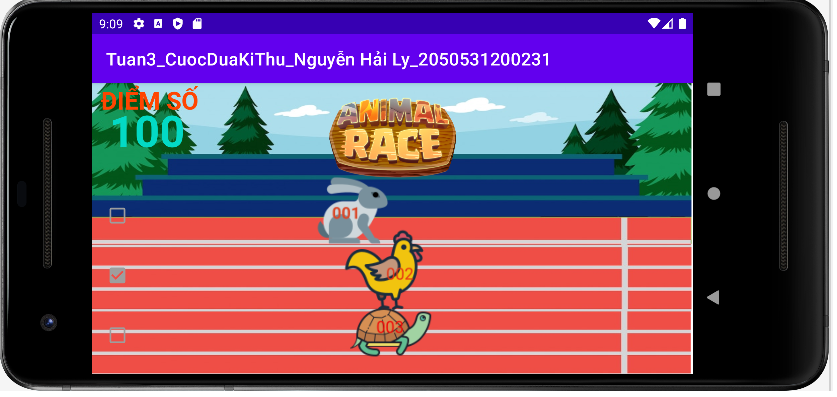 9:09
Tuan3_CuocDuaKiThu_Nguyễn Hải Ly_2050531200231
ĐIỂM SỐ
100
ANIMAL
RACE
001
002
003